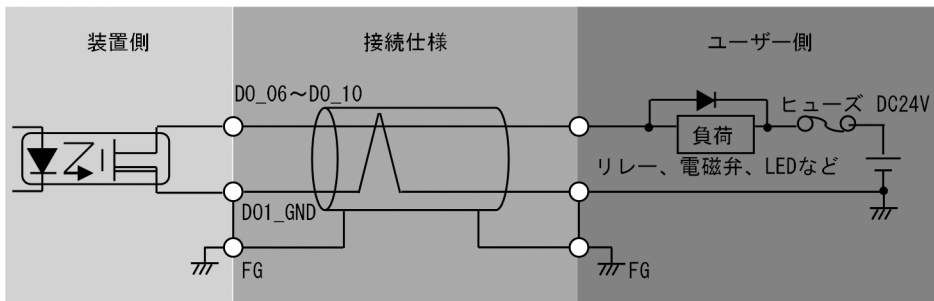 装置側
接続仕様
ユーザー側
DO_06～DO_10
ヒューズ
DC24V
負荷
リレー、電磁弁、LEDなど
DO1_GND
FG
FG